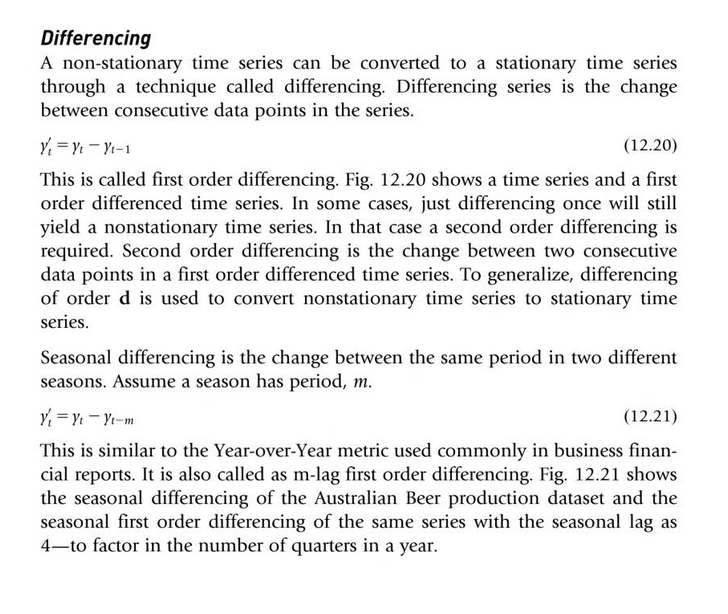 Differencing
A non-stationary time series can be converted to a stationary time series
through a technique called differencing. Differencing series is the change
between consecutive data points in the series.
y′ₜ = yₜ − yₜ₋₁ (12.20)
This is called first order differencing. Fig. 12.20 shows a time series and a first
order differenced time series. In some cases, just differencing once will still
yield a nonstationary time series. In that case a second order differencing is
required. Second order differencing is the change between two consecutive
data points in a first order differenced time series. To generalize, differencing
of order d is used to convert nonstationary time series to stationary time
series.
Seasonal differencing is the change between the same period in two different
seasons. Assume a season has period, m.
y′ₜ = yₜ − yₜ₋ₘ (12.21)
This is similar to the Year-over-Year metric used commonly in business finan-
cial reports. It is also called as m-lag first order differencing. Fig. 12.21 shows
the seasonal differencing of the Australian Beer production dataset and the
seasonal first order differencing of the same series with the seasonal lag as
4—to factor in the number of quarters in a year.